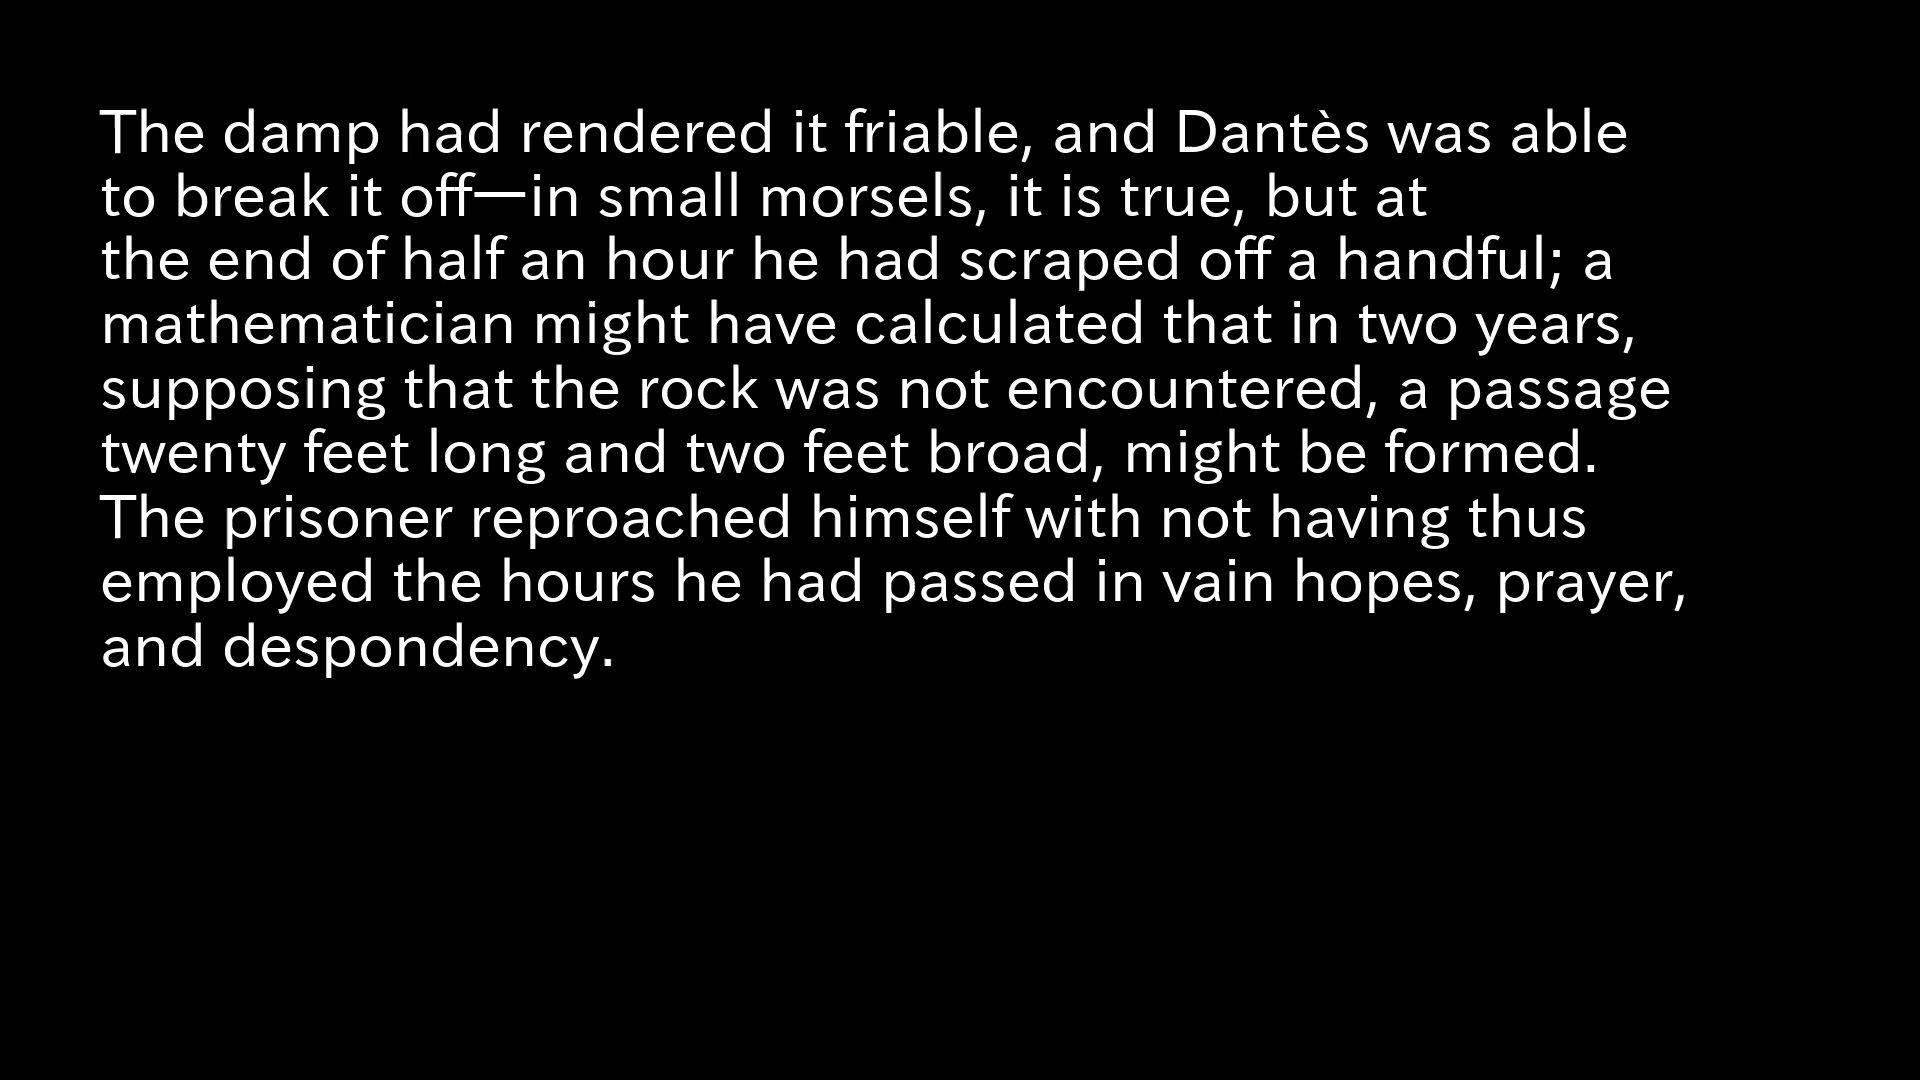 The damp had rendered it friable, and Dantès was able
to break it off—in small morsels, it is true, but at
the end of half an hour he had scraped off a handful; a
mathematician might have calculated that in two years,
supposing that the rock was not encountered, a passage
twenty feet long and two feet broad, might be formed.
The prisoner reproached himself with not having thus
employed the hours he had passed in vain hopes, prayer,
and despondency.